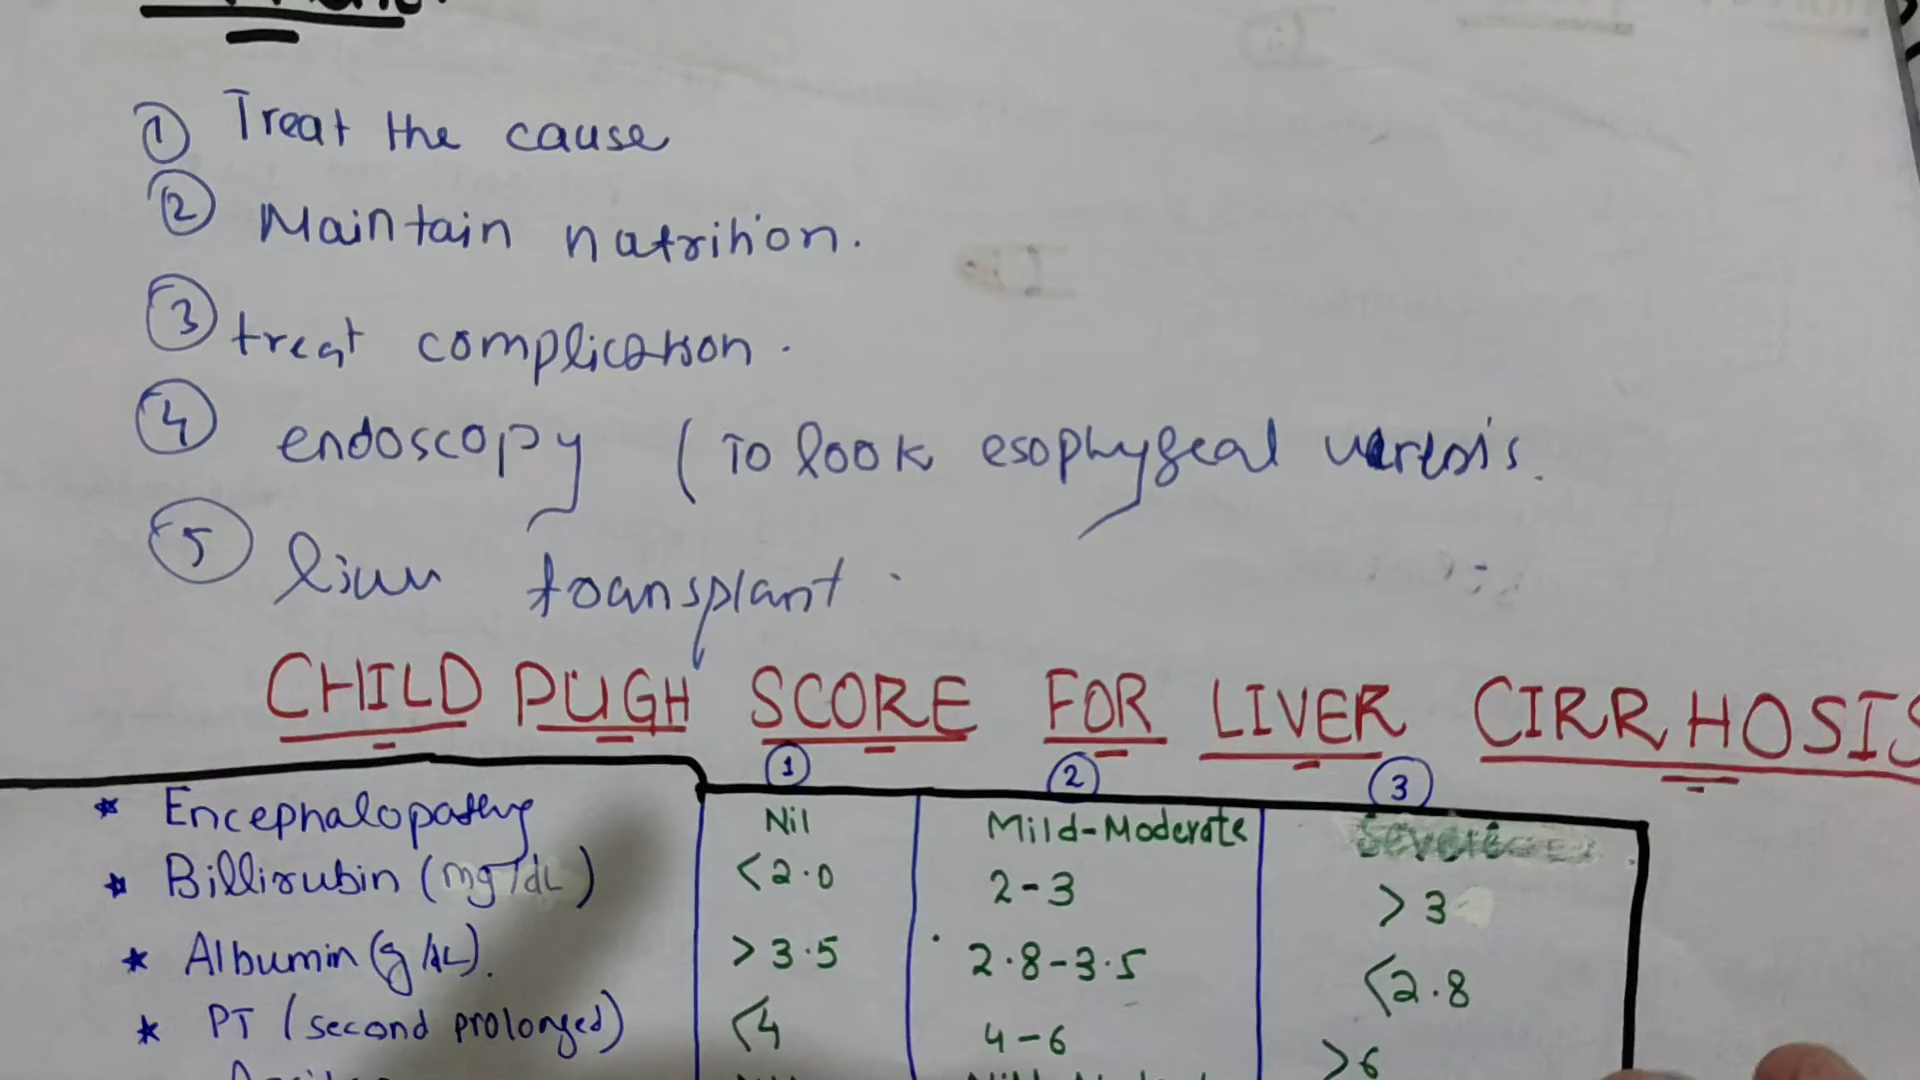 ① Treat the cause
② Maintain nutrition.
③ treat complication.
④ endoscopy ( To look esophygeal
⑤ liver transplant.
CHILD PUGH SCORE FOR LIVER CIRRHOSIS
① ② ③
* Encephalopathy Nil Mild-Moderate Severe
* Billirubin (mg/dL) <2.0 2-3 >3
* Albumin (g/dL). >3.5 2.8-3.5 <2.8
* PT (second prolonged) <4 4-6 >6